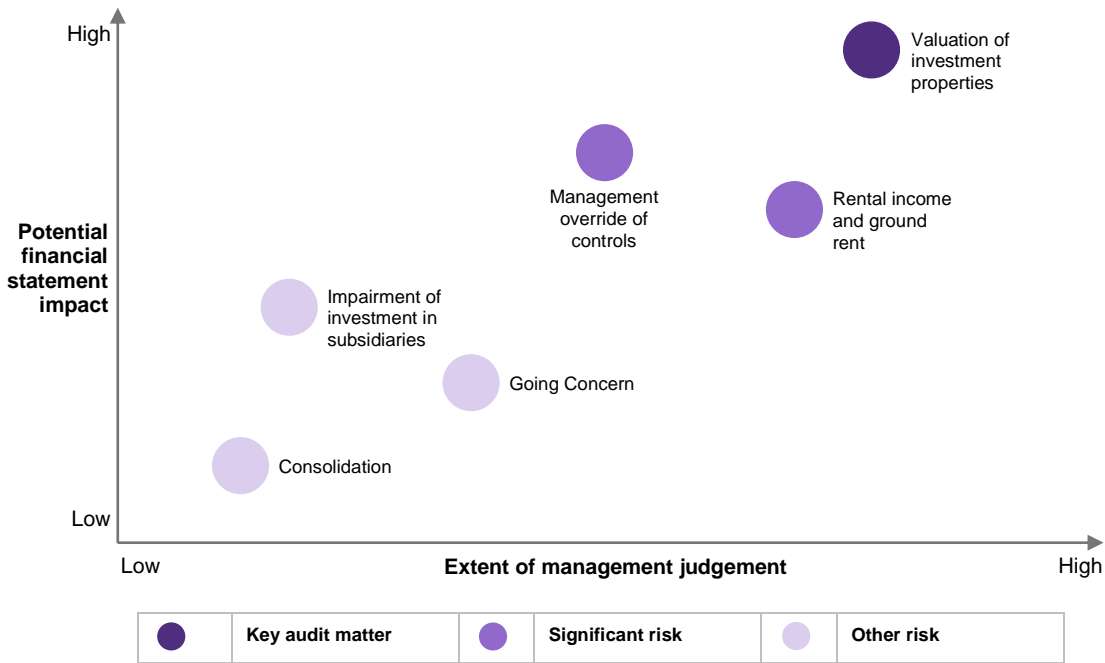 High
Valuation of
investment
properties
Management
override of
controls
Rental income
and ground
rent
Potential
financial
statement
impact
Impairment of
investment in
subsidiaries
Going Concern
Consolidation
Low
Low
Extent of management judgement
High
Key audit matter
Significant risk
Other risk